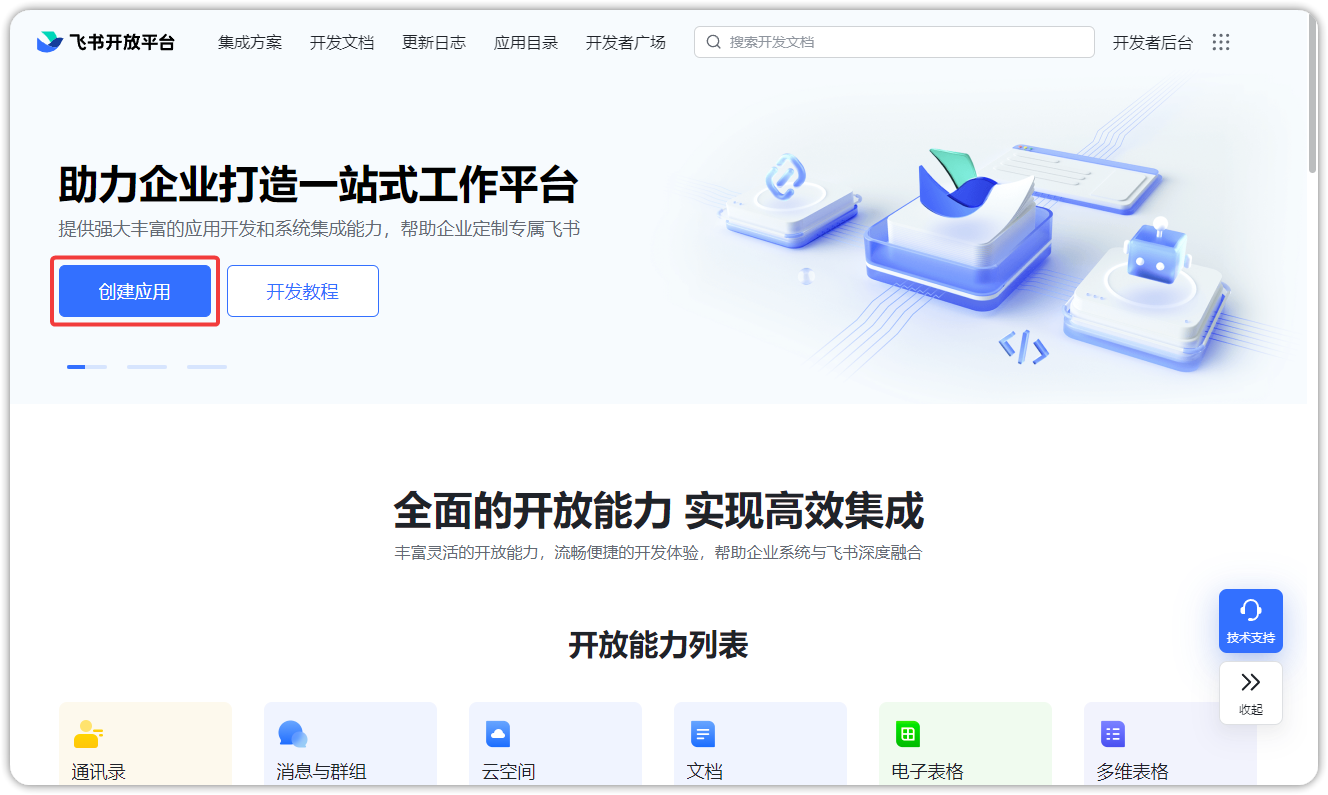 飞书开放平台 集成方案 开发文档 更新日志 应用目录 开发者广场 搜索开发文档 开发者后台
助力企业打造一站式工作平台
提供强大丰富的应用开发和系统集成能力，帮助企业定制专属飞书
创建应用 开发教程
全面的开放能力 实现高效集成
丰富灵活的开放能力，流畅便捷的开发体验，帮助企业系统与飞书深度融合
技术支持
开放能力列表
收起
通讯录 消息与群组 云空间 文档 电子表格 多维表格